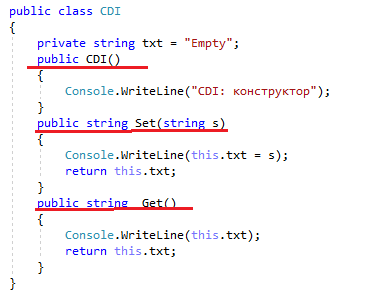 public class CDI
{
    private string txt = "Empty";
    public CDI()
    {
        Console.WriteLine("CDI: конструктор");
    }
    public string Set(string s)
    {
        Console.WriteLine(this.txt = s);
        return this.txt;
    }
    public string  Get()
    {
        Console.WriteLine(this.txt);
        return this.txt;
    }
}